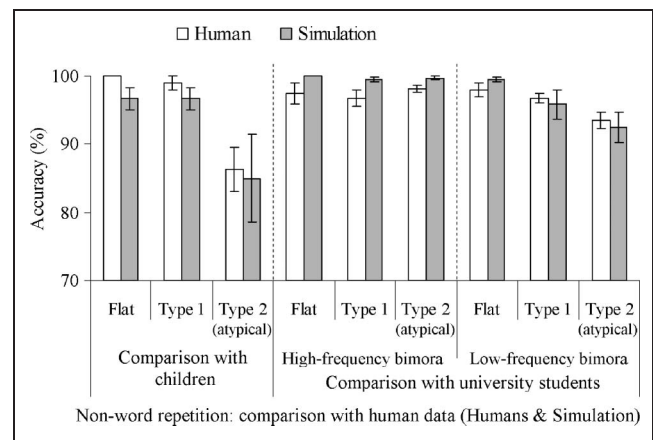 Human Simulation
100
90
80
70
Accuracy (%)
Flat Type 1 Type 2 Flat Type 1 Type 2 Flat Type 1 Type 2
(atypical) (atypical) (atypical)
Comparison with High-frequency bimora Low-frequency bimora
children Comparison with university students
Non-word repetition: comparison with human data (Humans & Simulation)